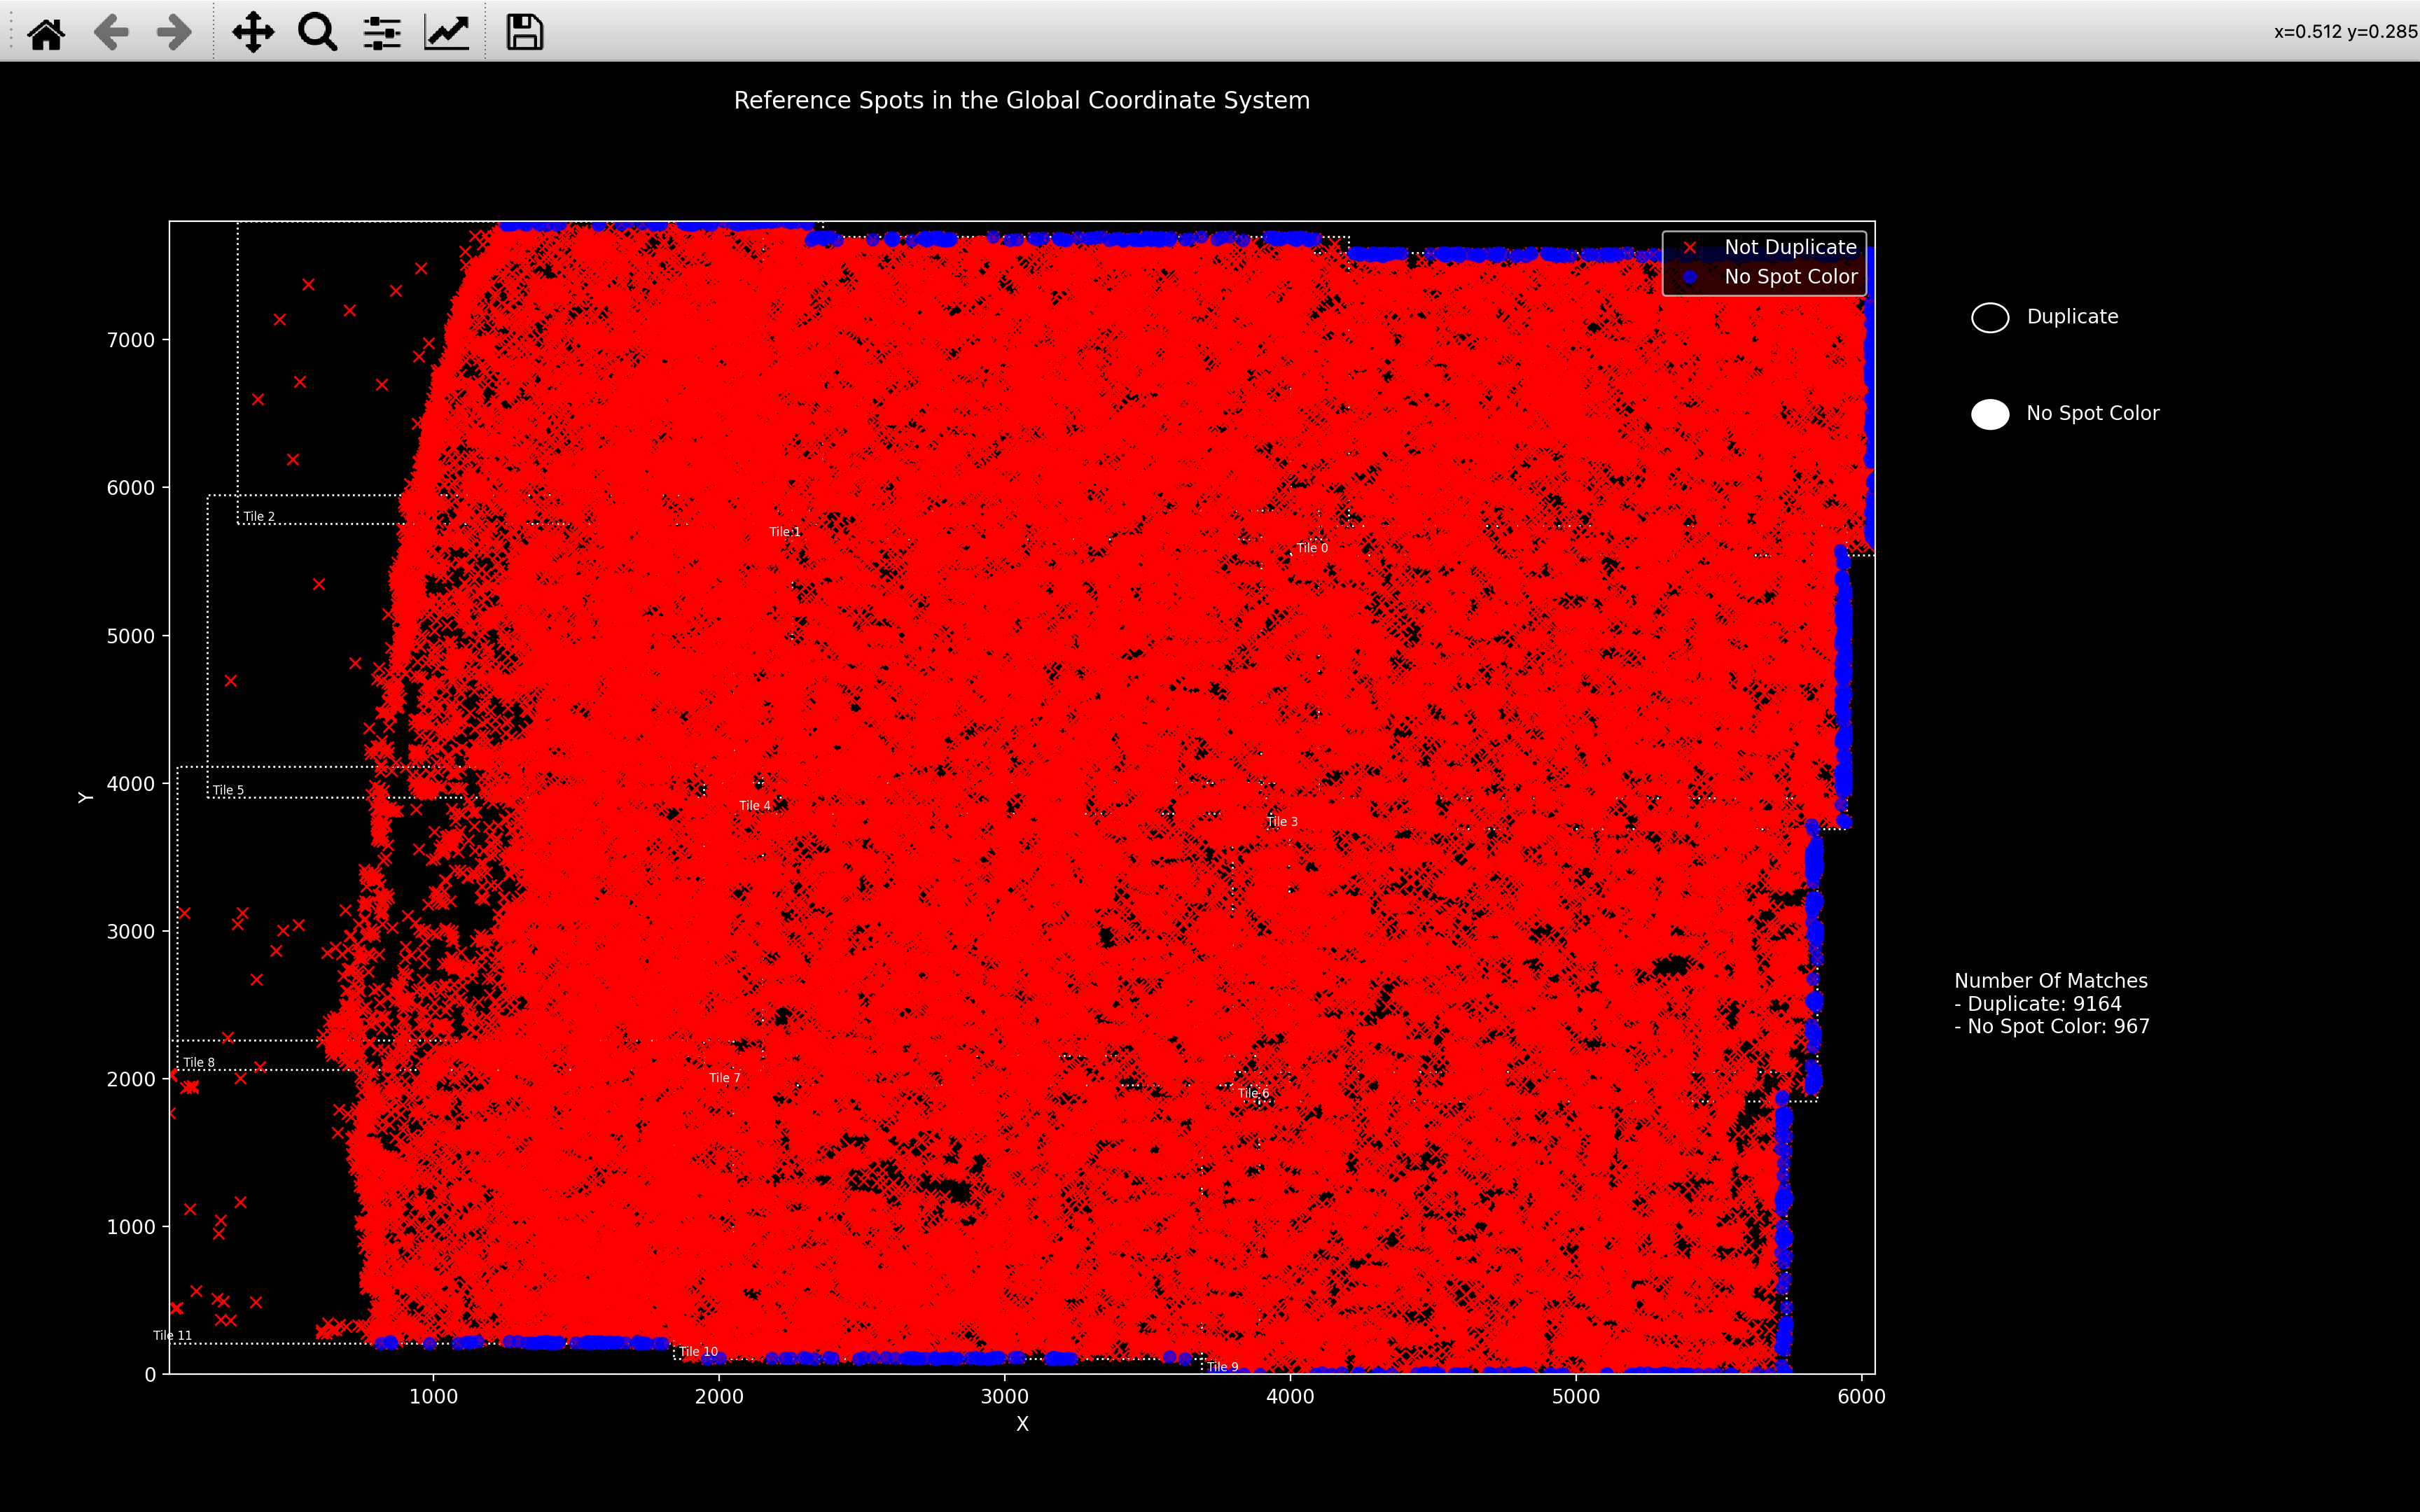 x=0.512 y=0.285
Reference Spots in the Global Coordinate System
Not Duplicate
No Spot Color
Duplicate
No Spot Color
7000
6000
5000
4000
3000
2000
1000
0
Y
Tile 2
Tile 1
Tile 0
Tile 5
Tile 4
Tile 3
Tile 8
Tile 7
Tile 6
Tile 11
Tile 10
Tile 9
Number Of Matches
- Duplicate: 9164
- No Spot Color: 967
1000
2000
3000
4000
5000
6000
X